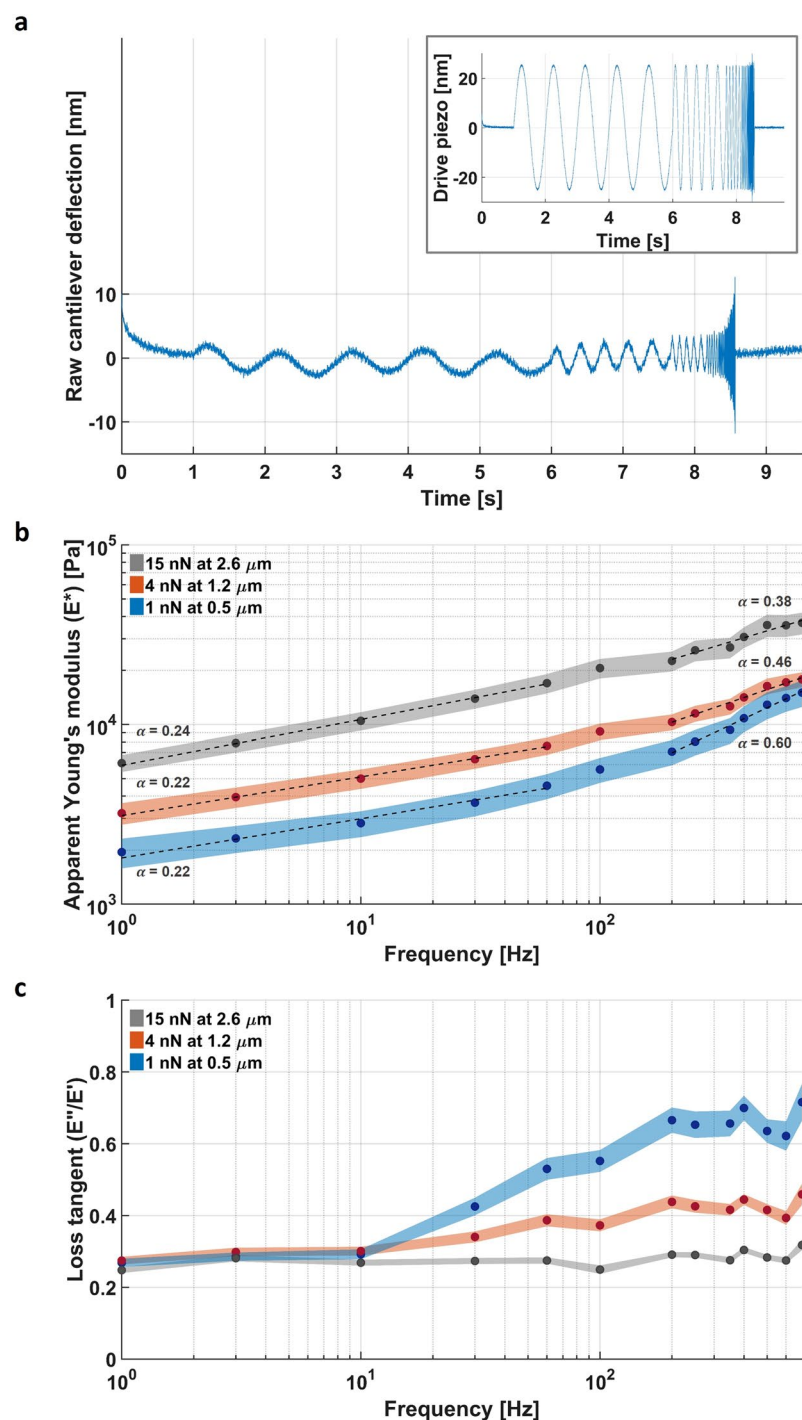 a
Raw cantilever deflection [nm]
10
0
-10
0 1 2 3 4 5 6 7 8 9
Time [s]
Drive piezo [nm]
20
0
-20
0 2 4 6 8
Time [s]
b
Apparent Young's modulus (E*) [Pa]
10^5
10^4
10^3
15 nN at 2.6 μm
4 nN at 1.2 μm
1 nN at 0.5 μm
α = 0.38
α = 0.46
α = 0.60
α = 0.24
α = 0.22
α = 0.22
10^0 10^1 10^2
Frequency [Hz]
c
Loss tangent (E''/E')
1
0.8
0.6
0.4
0.2
0
15 nN at 2.6 μm
4 nN at 1.2 μm
1 nN at 0.5 μm
10^0 10^1 10^2
Frequency [Hz]